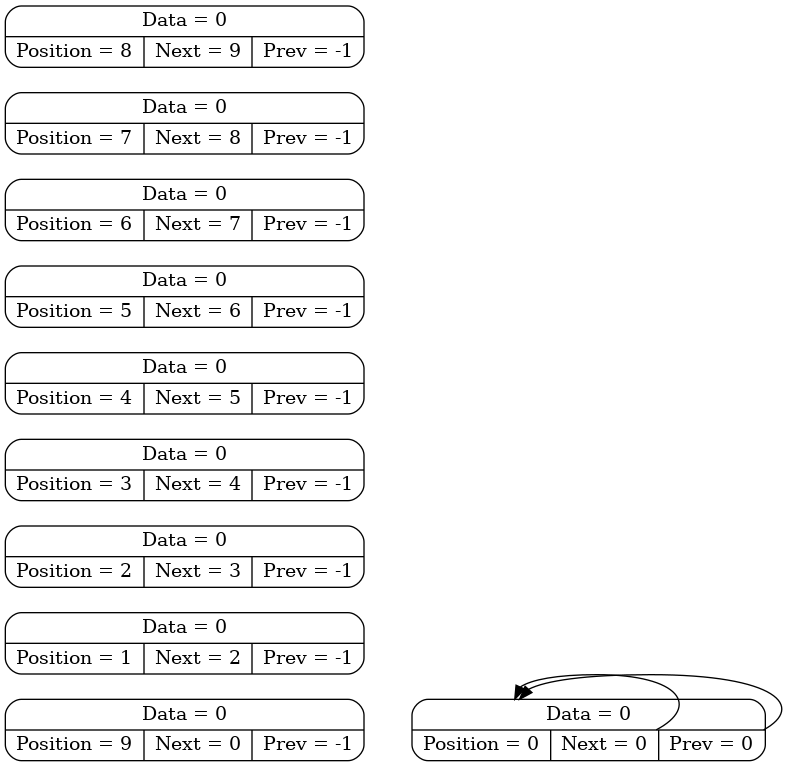 Data = 0
Position = 8 Next = 9 Prev = -1
Data = 0
Position = 7 Next = 8 Prev = -1
Data = 0
Position = 6 Next = 7 Prev = -1
Data = 0
Position = 5 Next = 6 Prev = -1
Data = 0
Position = 4 Next = 5 Prev = -1
Data = 0
Position = 3 Next = 4 Prev = -1
Data = 0
Position = 2 Next = 3 Prev = -1
Data = 0
Position = 1 Next = 2 Prev = -1
Data = 0
Position = 9 Next = 0 Prev = -1
Data = 0
Position = 0 Next = 0 Prev = 0